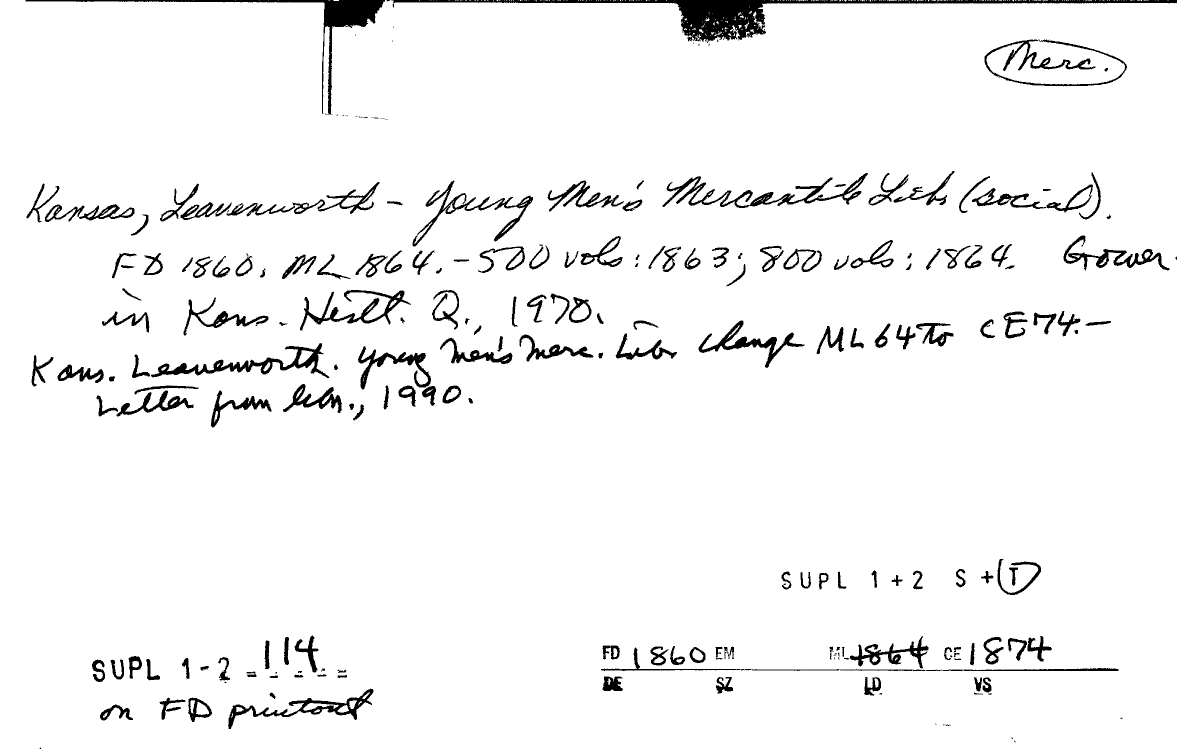 Merc.
Kansas, Leavenworth - Young Men's Mercantile Libr (social).
FD 1860. ML 1864. - 500 vols: 1863; 800 vols: 1864. Gower
in Kans. Hist. Q., 1970.
Kans. Leavenworth. Young Men's Merc. Libr change ML 64 to CE 74. -
Letter from libn., 1990.
SUPL 1+2 S+T
SUPL 1-2 114
on FD printout
FD 1860 EM ML 1864 CE 1874
DE SZ LD VS